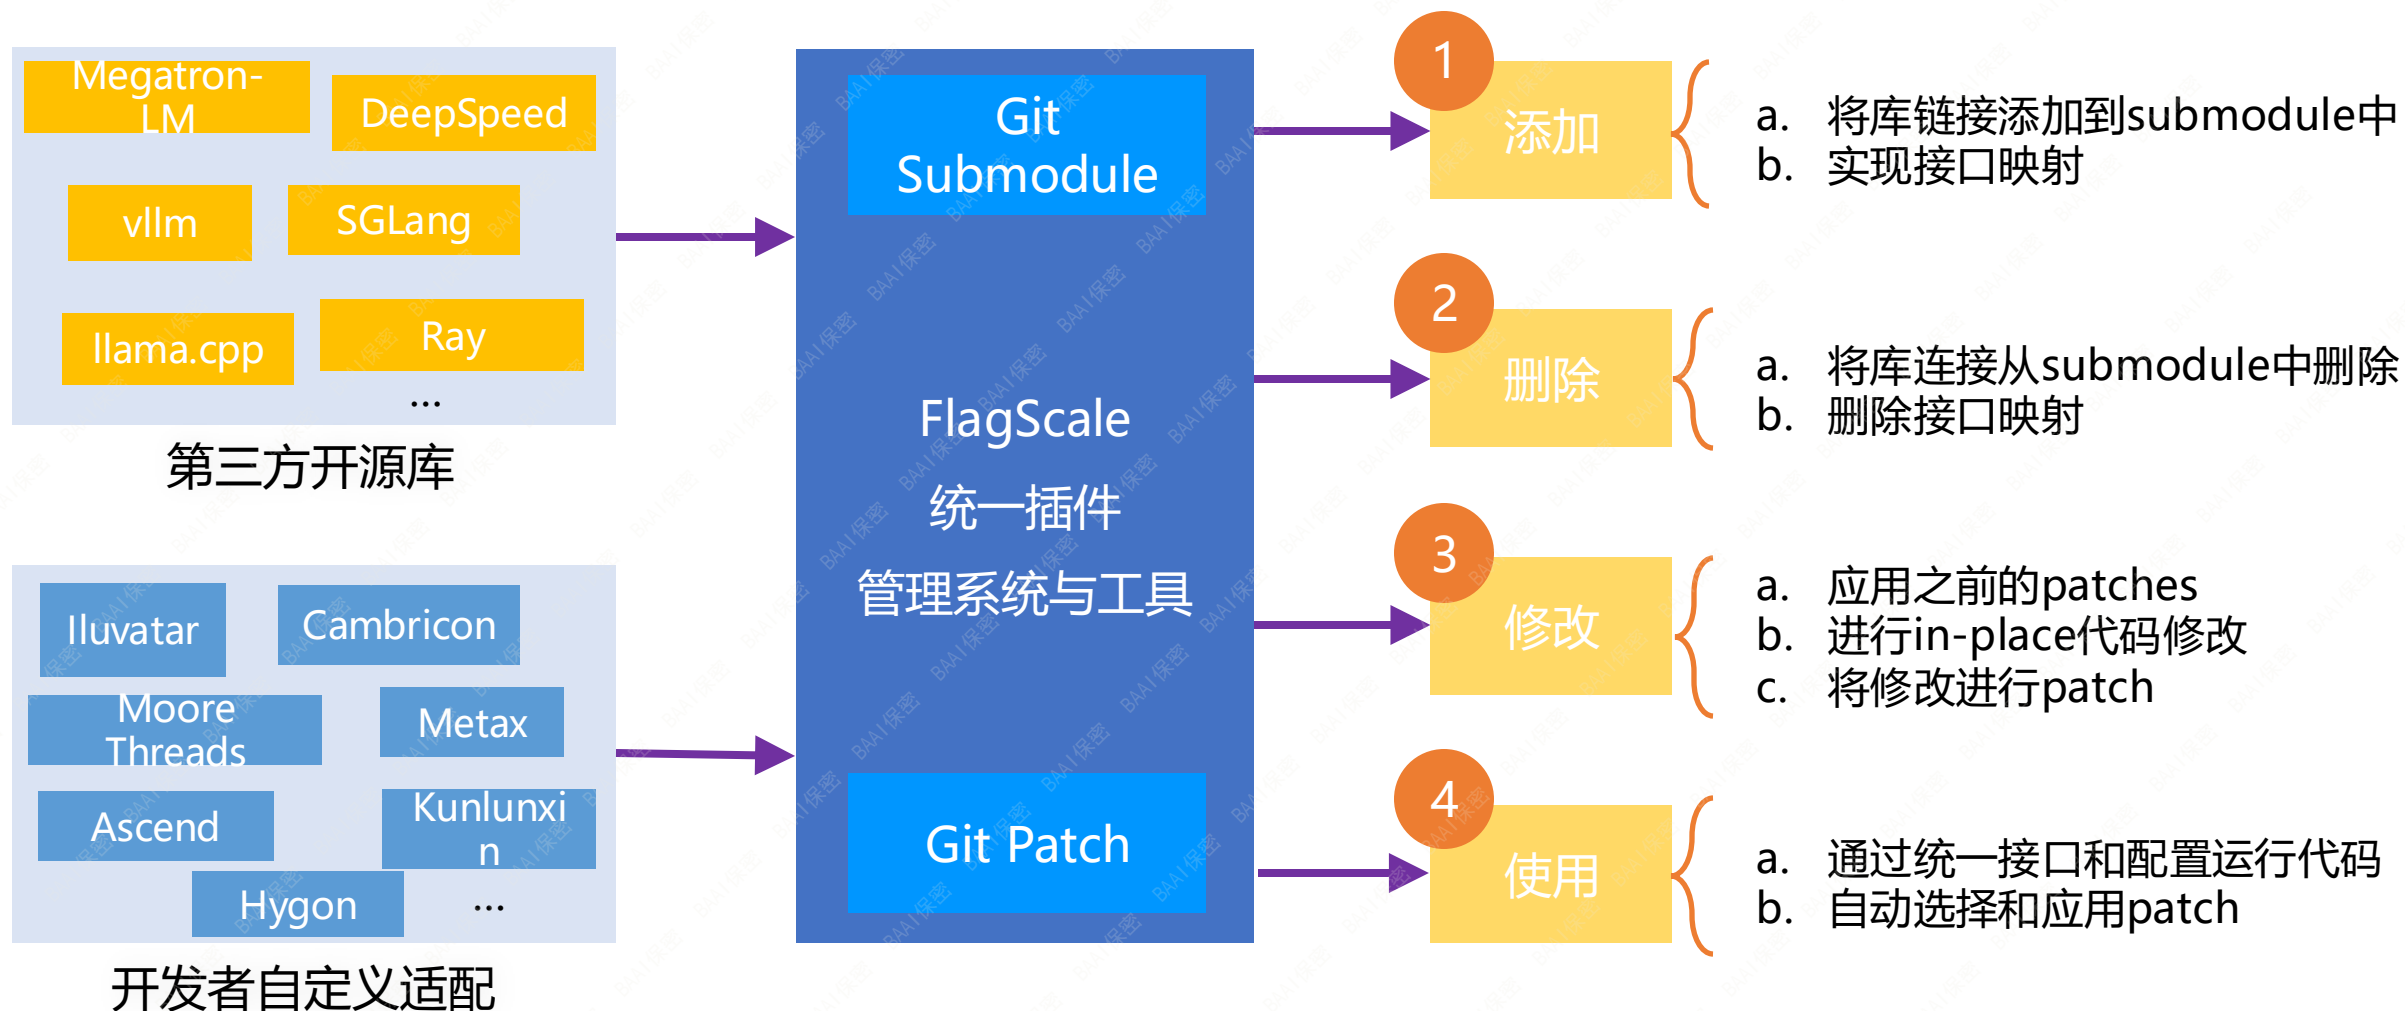 Megatron-
LM
DeepSpeed
vllm
SGLang
llama.cpp
Ray
...
第三方开源库
Iluvatar
Cambricon
Moore
Threads
Metax
Ascend
Kunlunxi
n
Hygon
...
开发者自定义适配
Git
Submodule
FlagScale
统一插件
管理系统与工具
Git Patch
1
添加
a. 将库链接添加到submodule中
b. 实现接口映射
2
删除
a. 将库连接从submodule中删除
b. 删除接口映射
3
修改
a. 应用之前的patches
b. 进行in-place代码修改
c. 将修改进行patch
4
使用
a. 通过统一接口和配置运行代码
b. 自动选择和应用patch
BAAI保密